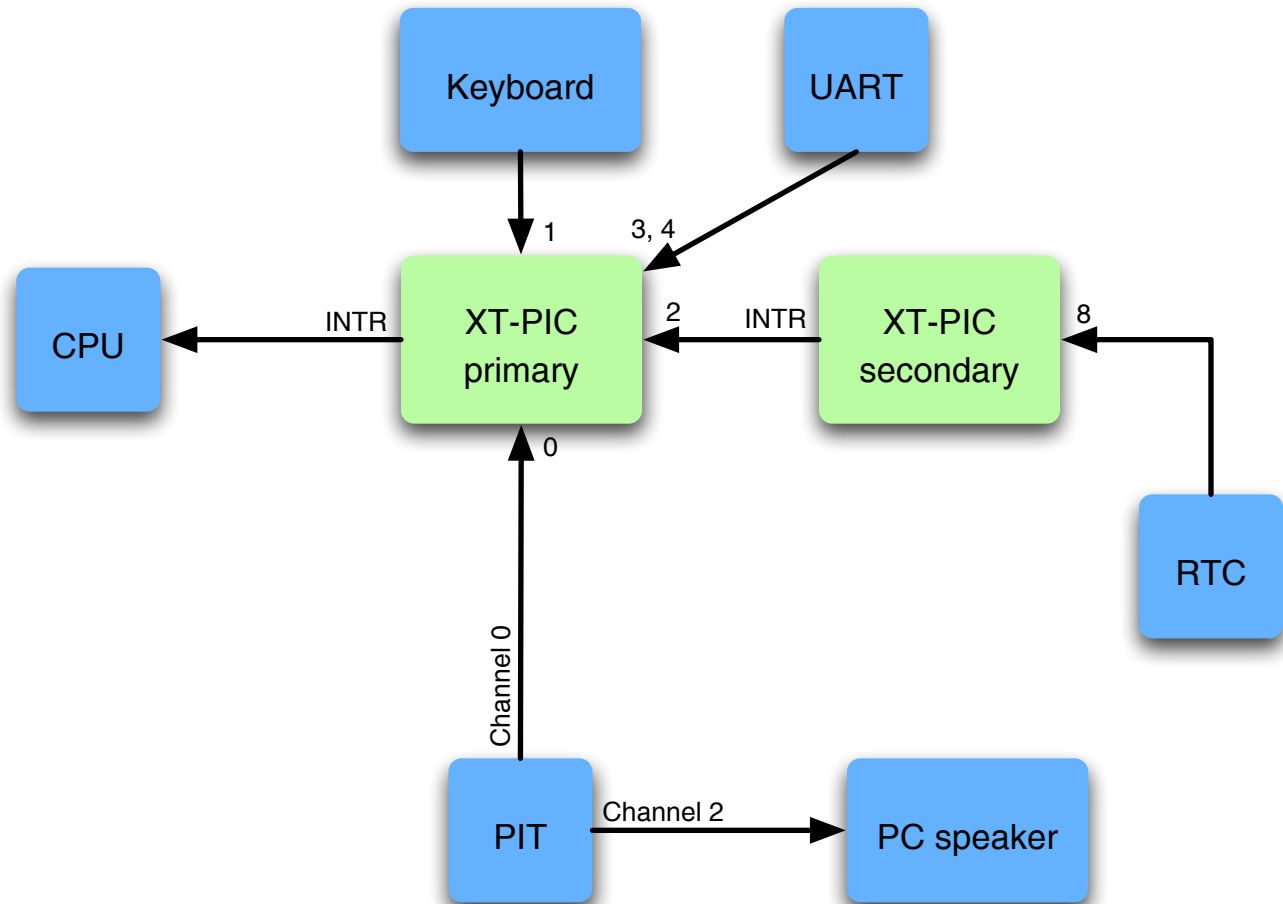 Keyboard
UART
1
3, 4
CPU
INTR
XT-PIC
primary
2
INTR
XT-PIC
secondary
8
0
RTC
Channel 0
PIT
Channel 2
PC speaker